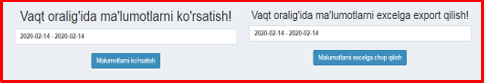 Vaqt oralig'ida ma'lumotlarni ko'rsatish!
2020-02-14 - 2020-02-14
Malumotlarni ko'rsatish
Vaqt oralig'ida ma'lumotlarni excelga export qilish!
2020-02-14 - 2020-02-14
Malumotlarni excelga chop qilish